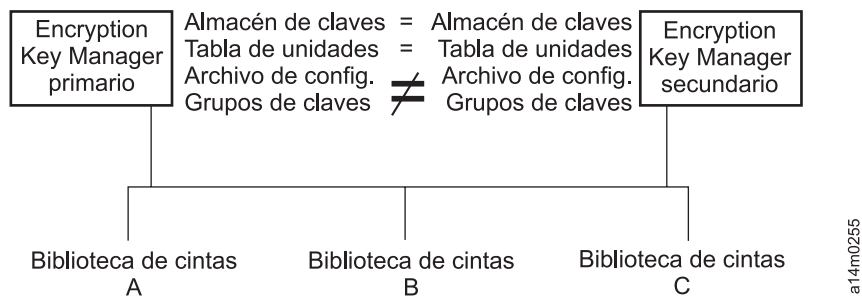 Encryption
Key Manager
primario
Almacén de claves = Almacén de claves
Tabla de unidades = Tabla de unidades
Archivo de config. ≠ Archivo de config.
Grupos de claves Grupos de claves
Encryption
Key Manager
secundario
Biblioteca de cintas
A
Biblioteca de cintas
B
Biblioteca de cintas
C
a14m0255